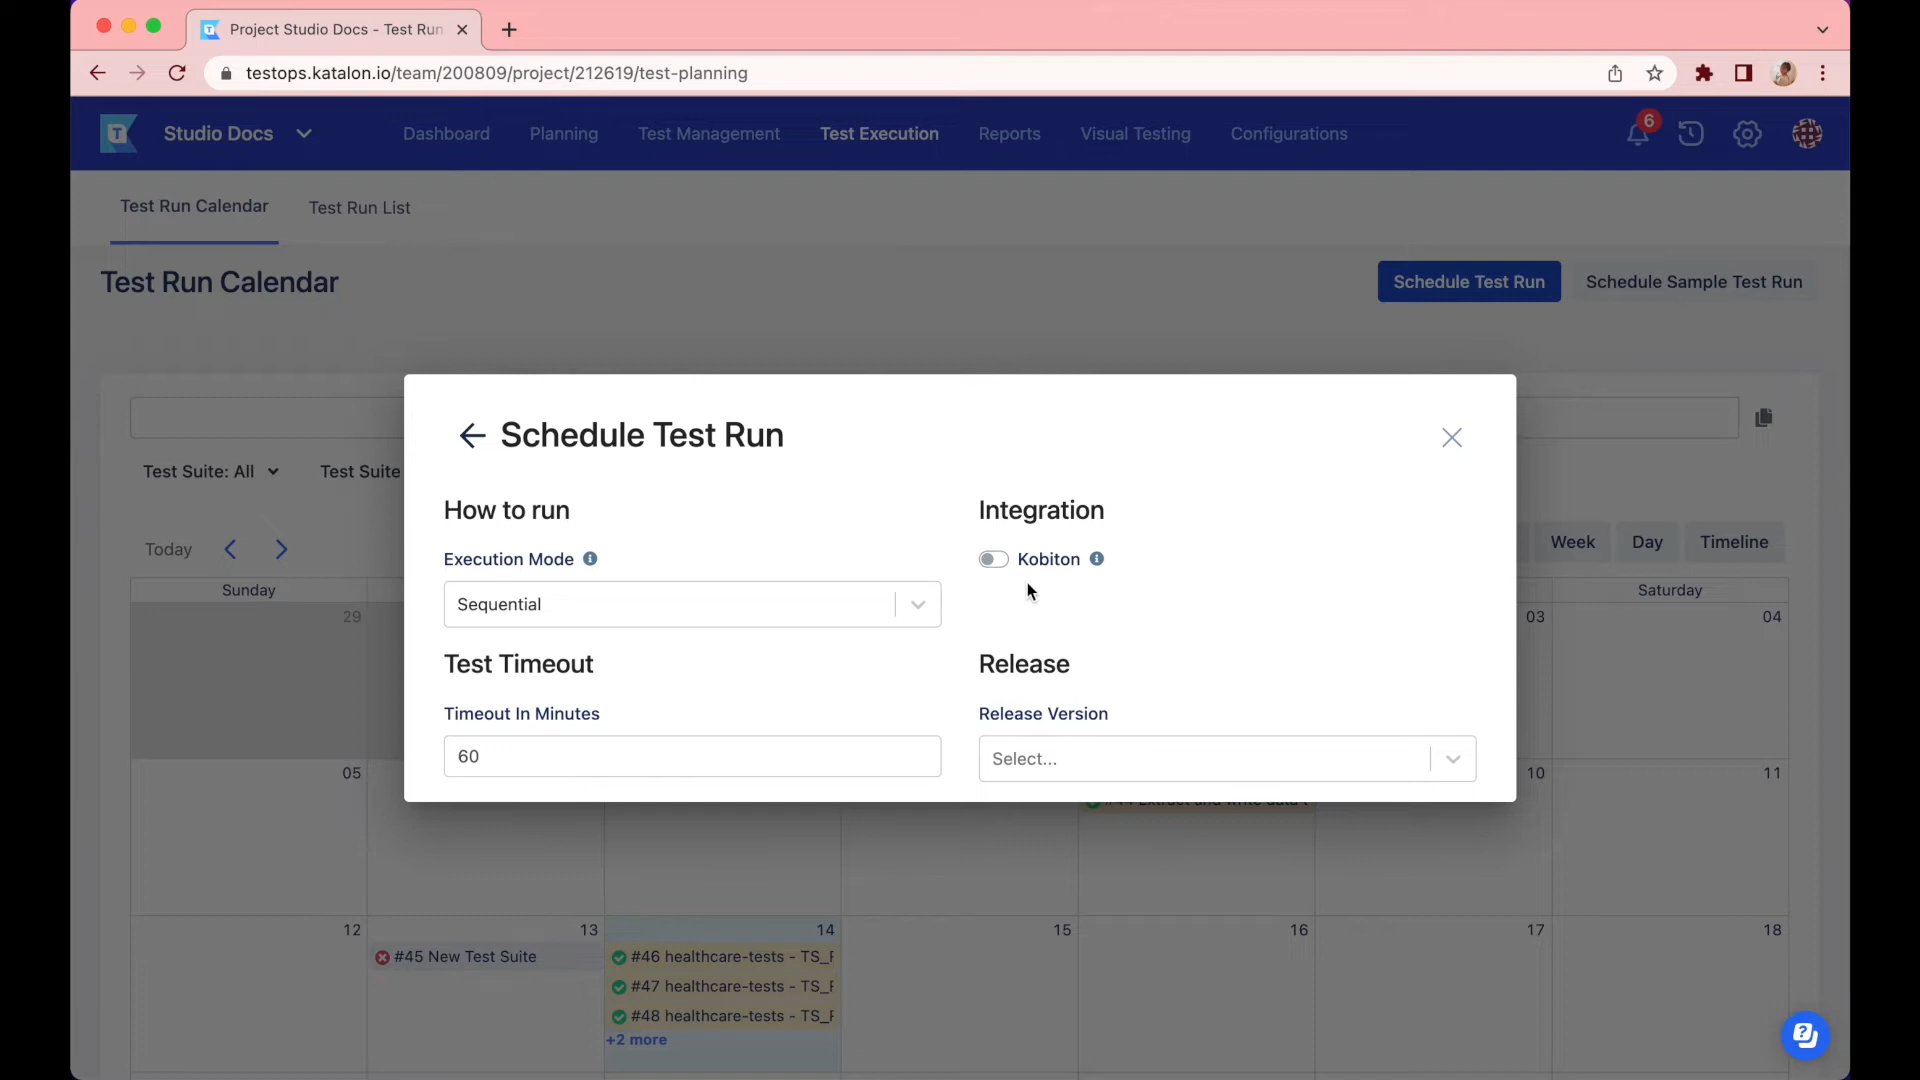 Project Studio Docs - Test Run
testops.katalon.io/team/200809/project/212619/test-planning
T
Studio Docs
Dashboard
Planning
Test Management
Test Execution
Reports
Visual Testing
Configurations
6
Test Run Calendar
Test Run List
Test Run Calendar
Schedule Test Run
Schedule Sample Test Run
Schedule Test Run
Test Suite: All
Test Suite
How to run
Integration
Execution Mode
Kobiton
Today
Week
Day
Timeline
Sunday
Saturday
Sequential
29
03
04
Test Timeout
Release
Timeout In Minutes
Release Version
60
Select...
05
10
11
12
13
14
15
16
17
18
#45 New Test Suite
#46 healthcare-tests - TS_F
#47 healthcare-tests - TS_F
#48 healthcare-tests - TS_F
+2 more